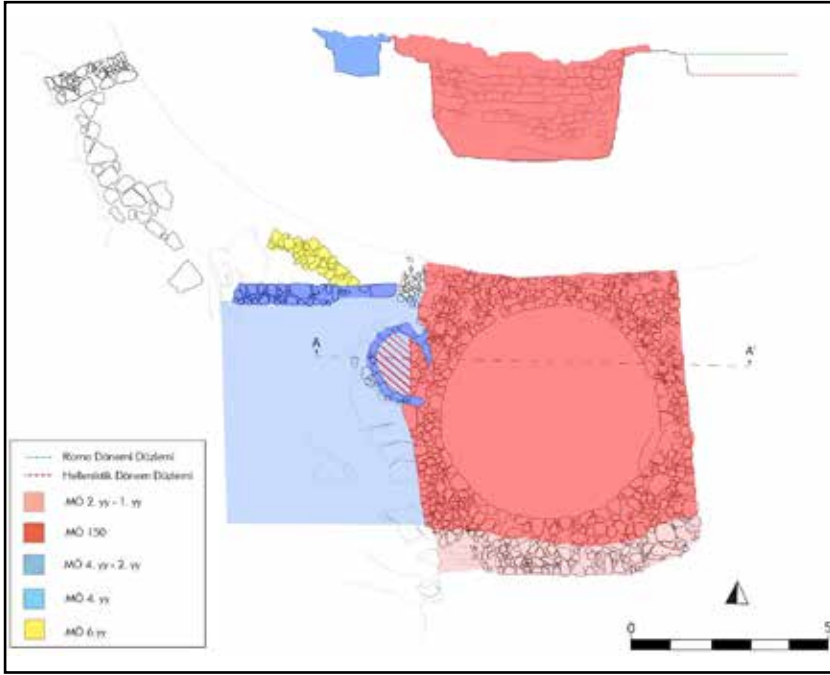 A
A'
Roma Dönemi Düzlemi
Hellenistik Dönem Düzlemi
MÖ 2. yy - 1. yy
MÖ 150
MÖ 4. yy - 2. yy
MÖ 4. yy
MÖ 6 yy
0
5